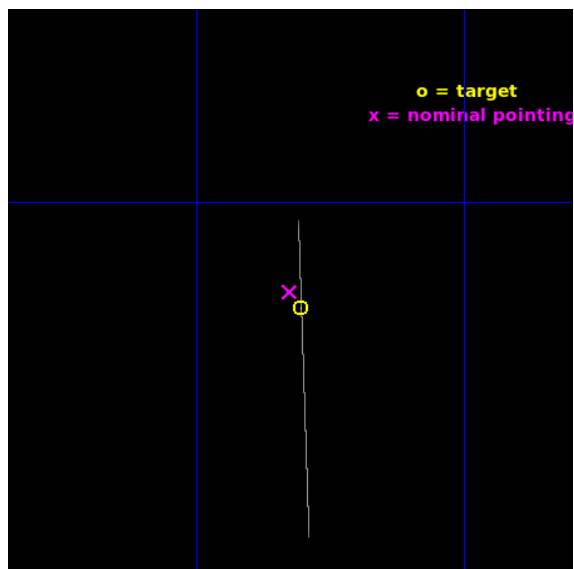 o = target
x = nominal pointing